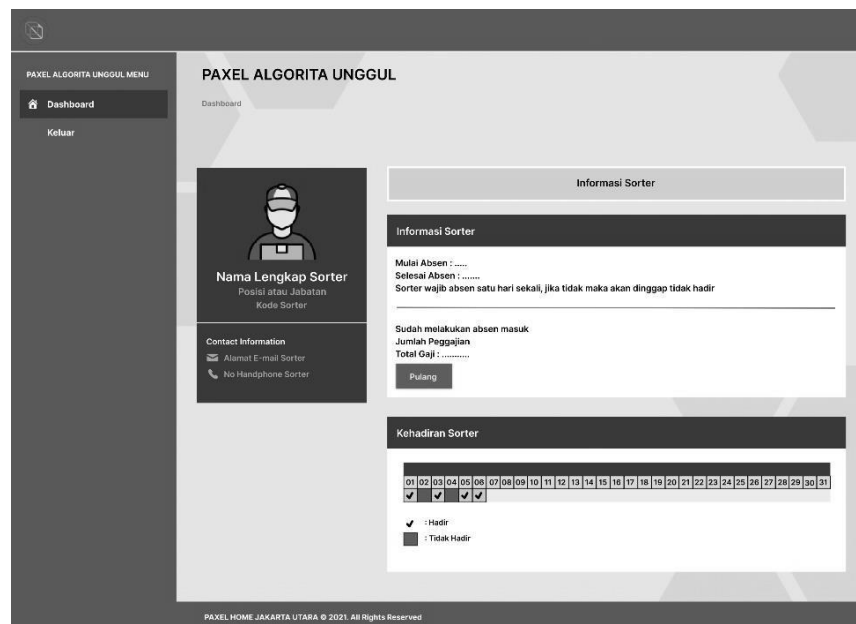 PAXEL ALGORITA UNGGUL MENU
Dashboard
Keluar
PAXEL ALGORITA UNGGUL
Dashboard
Nama Lengkap Sorter
Posisi atau Jabatan
Kode Sorter
Contact Information
Alamat E-mail Sorter
No Handphone Sorter
Informasi Sorter
Informasi Sorter
Mulai Absen : .....
Selesai Absen : .......
Sorter wajib absen satu hari sekali, jika tidak maka akan dinggap tidak hadir
Sudah melakukan absen masuk
Jumlah Peggajian
Total Gaji : ...........
Pulang
Kehadiran Sorter
01 02 03 04 05 06 07 08 09 10 11 12 13 14 15 16 17 18 19 20 21 22 23 24 25 26 27 28 29 30 31
: Hadir
: Tidak Hadir
PAXEL HOME JAKARTA UTARA © 2021. All Rights Reserved